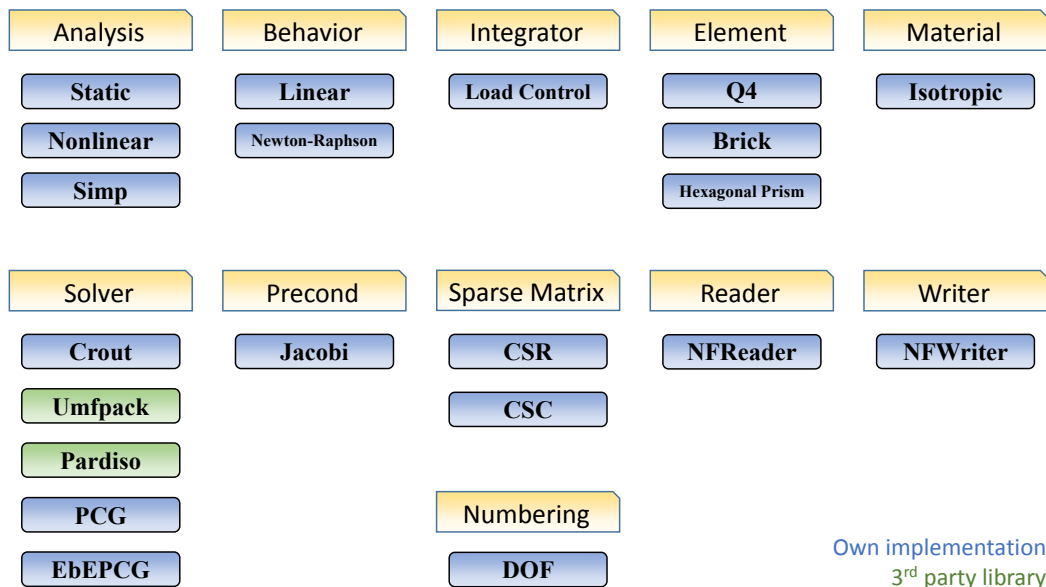 Analysis
Behavior
Integrator
Element
Material
Static
Linear
Load Control
Q4
Isotropic
Nonlinear
Newton-Raphson
Brick
Simp
Hexagonal Prism
Solver
Precond
Sparse Matrix
Reader
Writer
Crout
Jacobi
CSR
NFReader
NFWriter
Umfpack
CSC
Pardiso
PCG
Numbering
EbEPCG
DOF
Own implementation
3rd party library